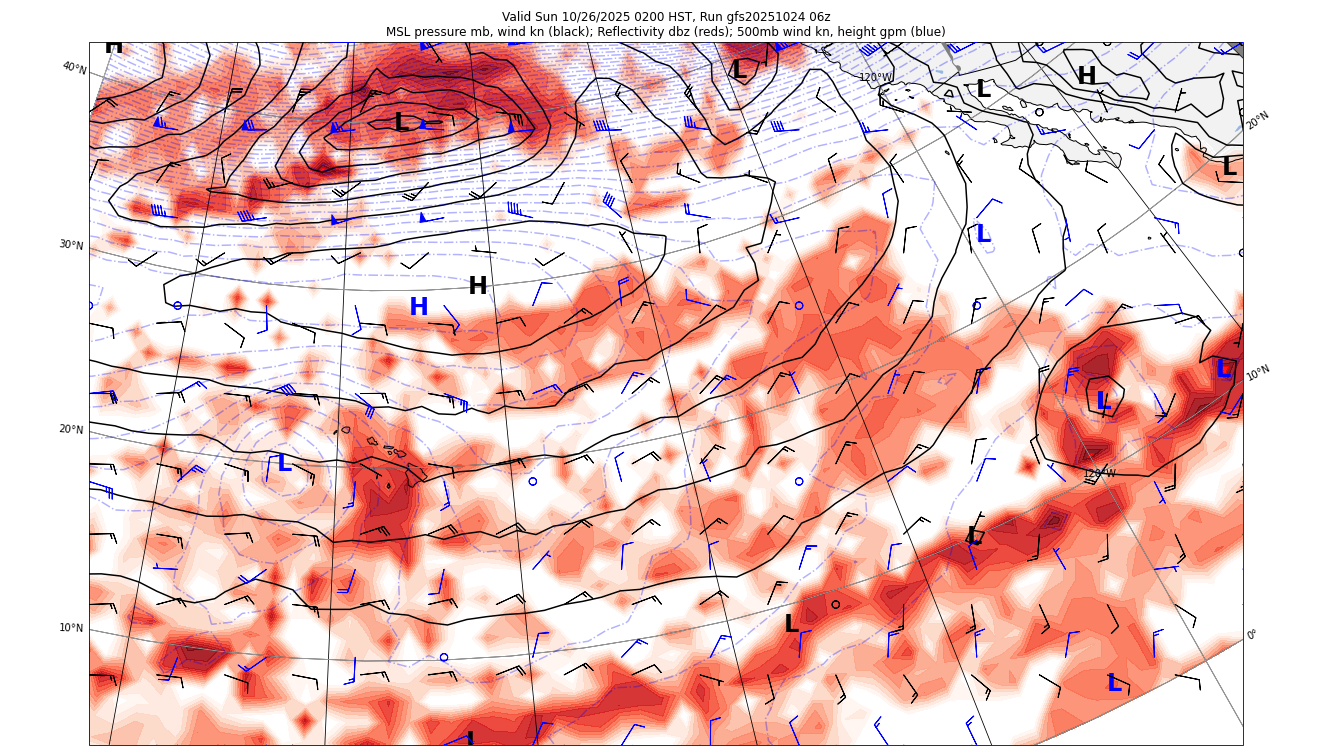 Valid Sun 10/26/2025 0200 HST, Run gfs20251024 06z
MSL pressure mb, wind kn (black); Reflectivity dbz (reds); 500mb wind kn, height gpm (blue)
H
40°N
L
120°W
L
H
20°N
L
L
30°N
L
H
H
10°N
L
L
20°N
L
120°W
L
10°N
L
0°
L
L